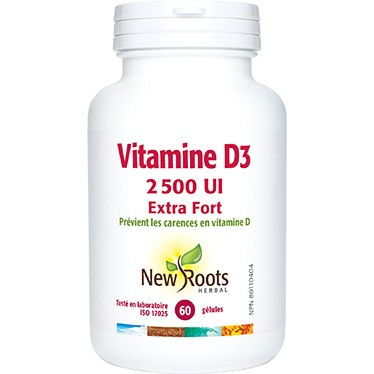 Vitamine D3
2 500 UI
Extra Fort
Prévient les carences en vitamine D
New Roots
HERBAL
Testé en laboratoire
ISO 17025
60
gélules
NPN 80110404